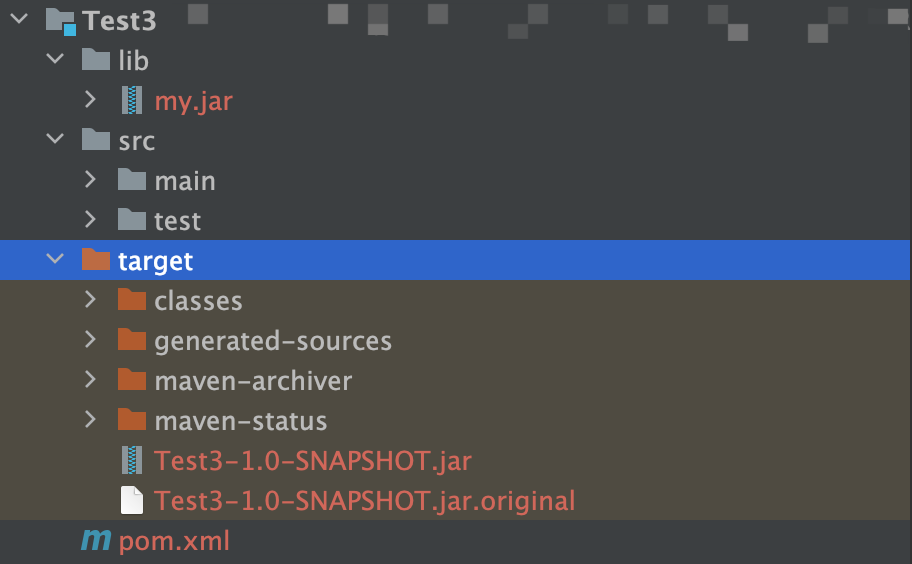 Test3
lib
my.jar
src
main
test
target
classes
generated-sources
maven-archiver
maven-status
Test3-1.0-SNAPSHOT.jar
Test3-1.0-SNAPSHOT.jar.original
m pom.xml